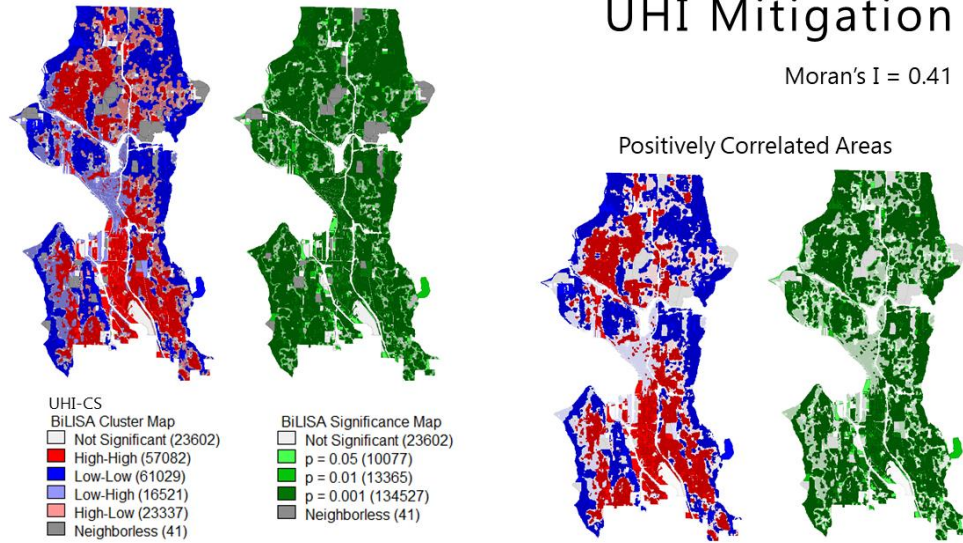 UHI Mitigation
Moran's I = 0.41
Positively Correlated Areas
UHI-CS
BiLISA Cluster Map
Not Significant (23602)
High-High (57082)
Low-Low (61029)
Low-High (16521)
High-Low (23337)
Neighborless (41)
BiLISA Significance Map
Not Significant (23602)
p = 0.05 (10077)
p = 0.01 (13365)
p = 0.001 (134527)
Neighborless (41)